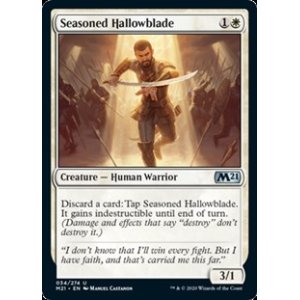 Seasoned Hallowblade 1
Creature — Human Warrior M21
Discard a card: Tap Seasoned Hallowblade.
It gains indestructible until end of turn.
(Damage and effects that say "destroy" don't
destroy it.)
"I don't know that I'll win every fight. But I
have faith, and that's carried me this far."
3/1
034/274 U
M21 • EN MANUEL CASTAÑÓN
™ & © 2020 Wizards of the Coast